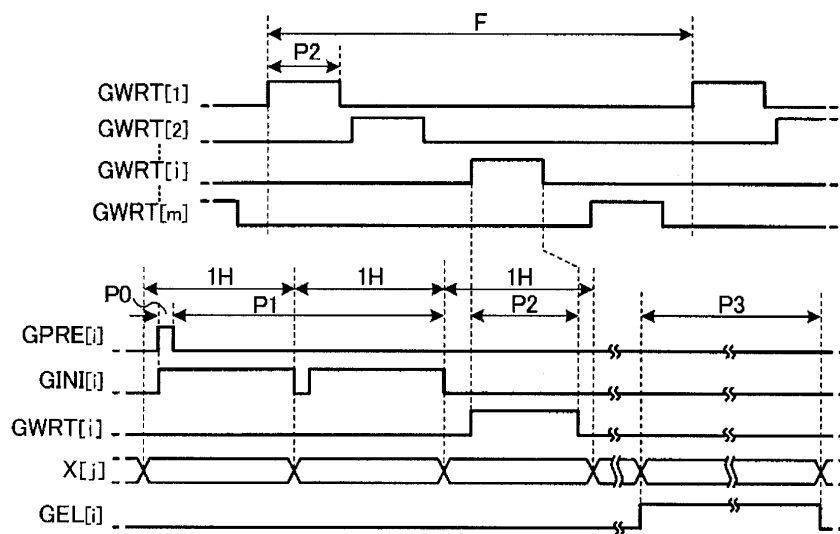 F
P2
GWRT[1]
GWRT[2]
GWRT[i]
GWRT[m]
1H 1H 1H
P0 P1 P2 P3
GPRE[i]
GINI[i]
GWRT[i]
X[j]
GEL[i]